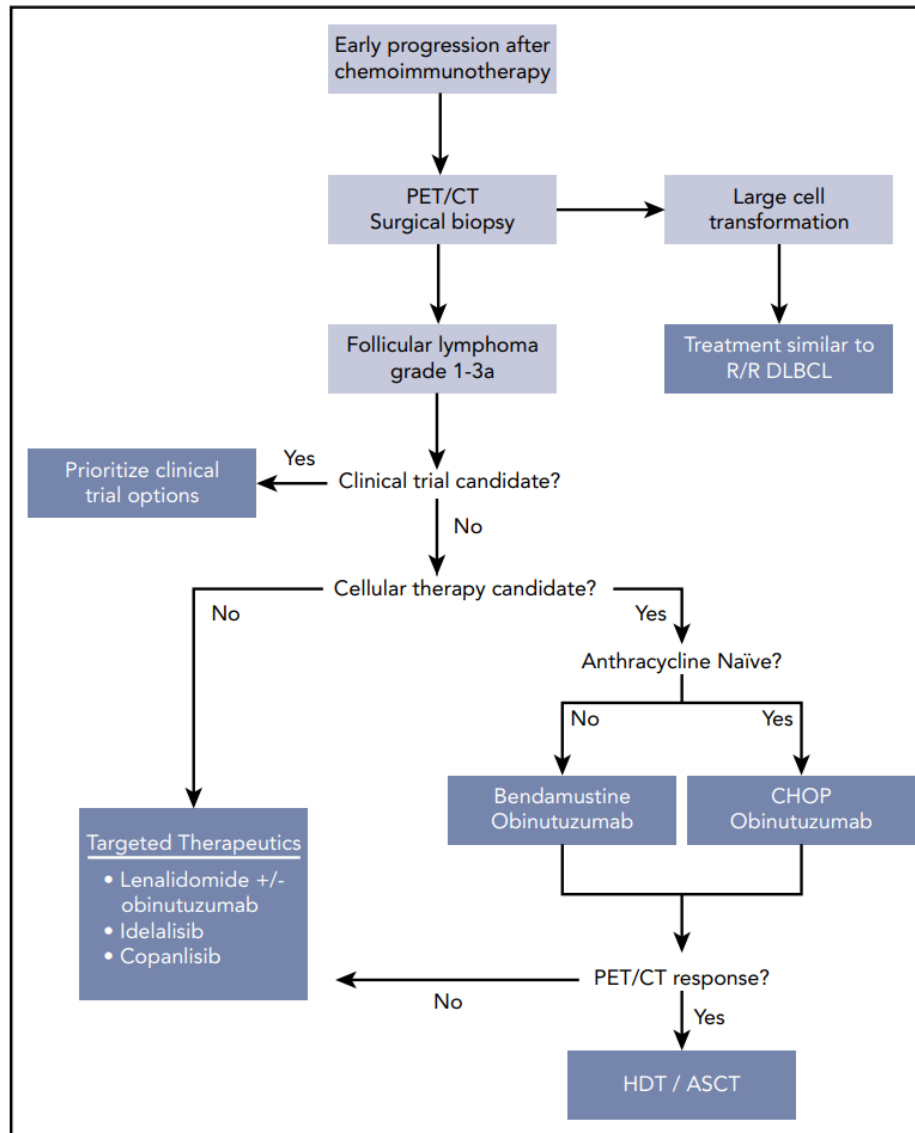 Early progression after
chemoimmunotherapy
PET/CT
Surgical biopsy
Large cell
transformation
Follicular lymphoma
grade 1-3a
Treatment similar to
R/R DLBCL
Prioritize clinical
trial options
Yes
Clinical trial candidate?
No
Cellular therapy candidate?
No
Yes
Anthracycline Naïve?
No
Yes
Bendamustine
Obinutuzumab
CHOP
Obinutuzumab
Targeted Therapeutics
• Lenalidomide +/-
obinutuzumab
• Idelalisib
• Copanlisib
PET/CT response?
No
Yes
HDT / ASCT